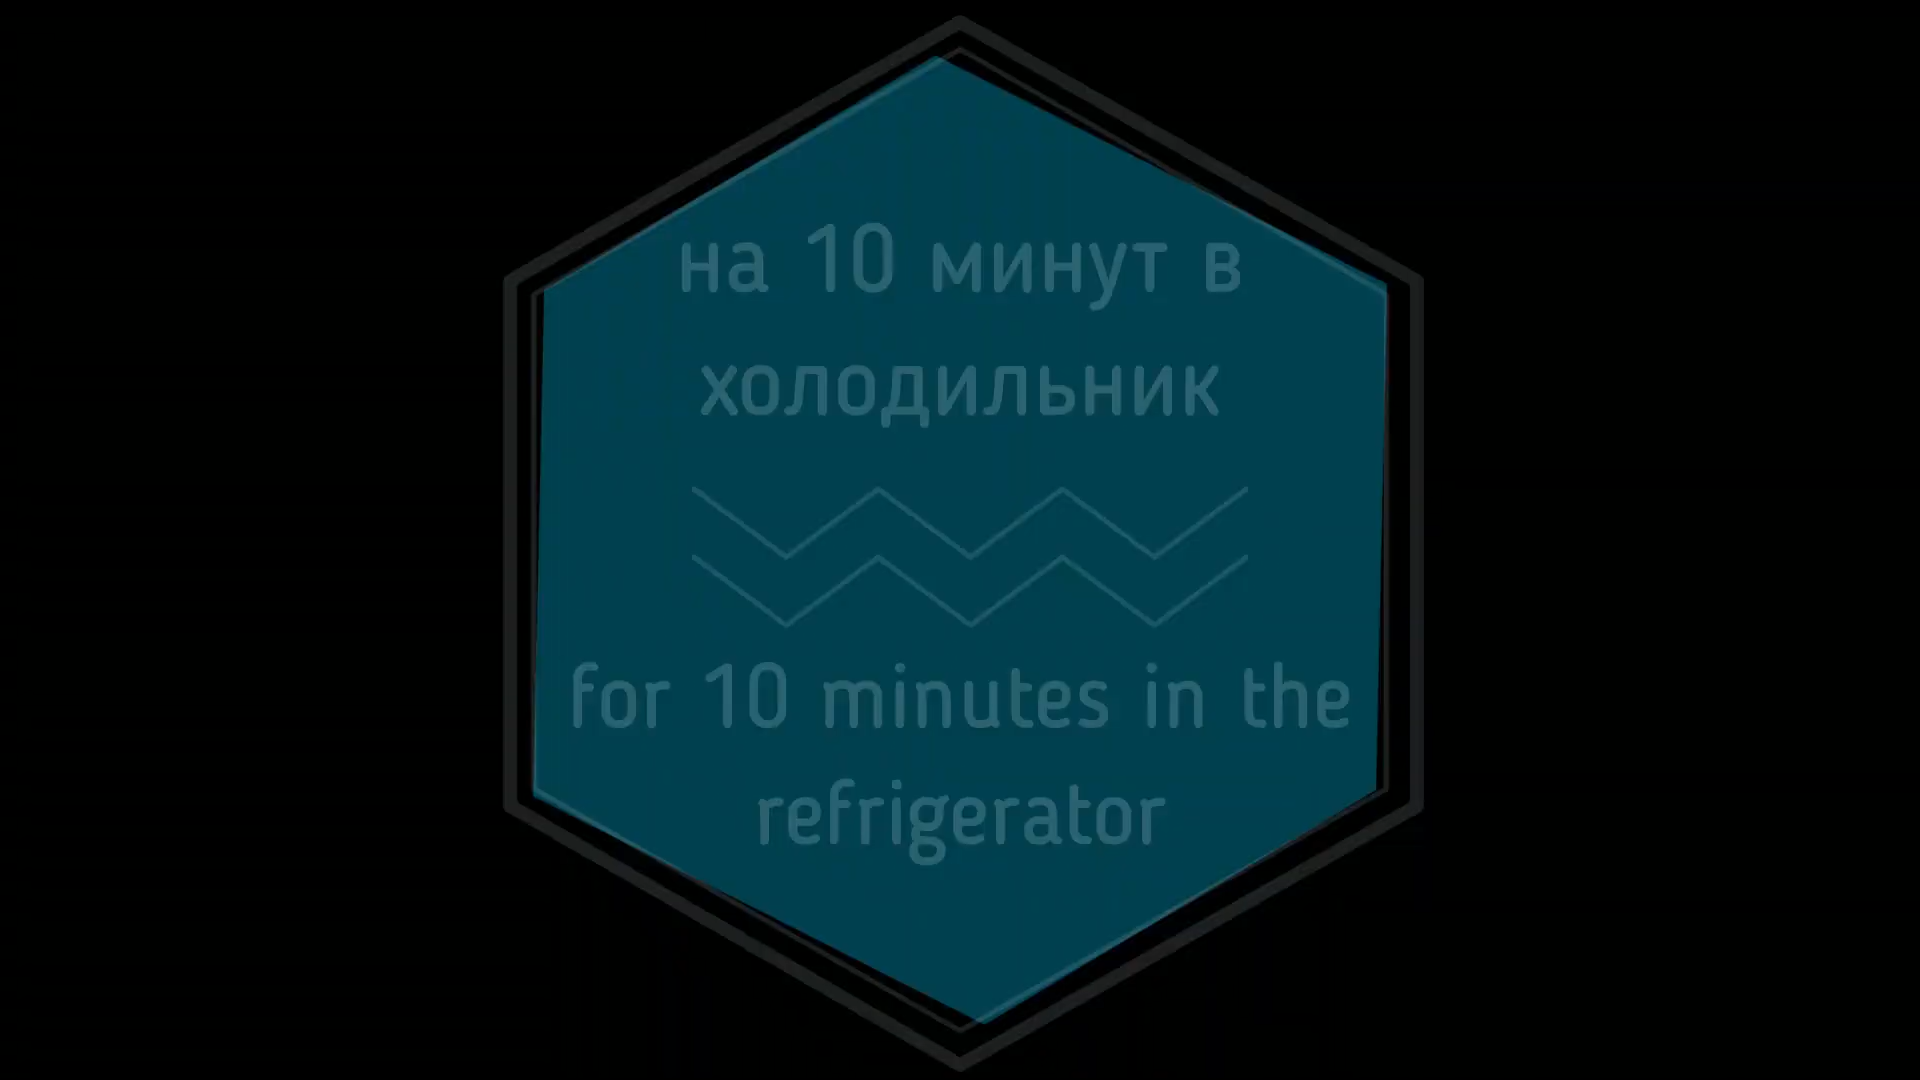 на 10 минут в
холодильник
for 10 minutes in the
refrigerator